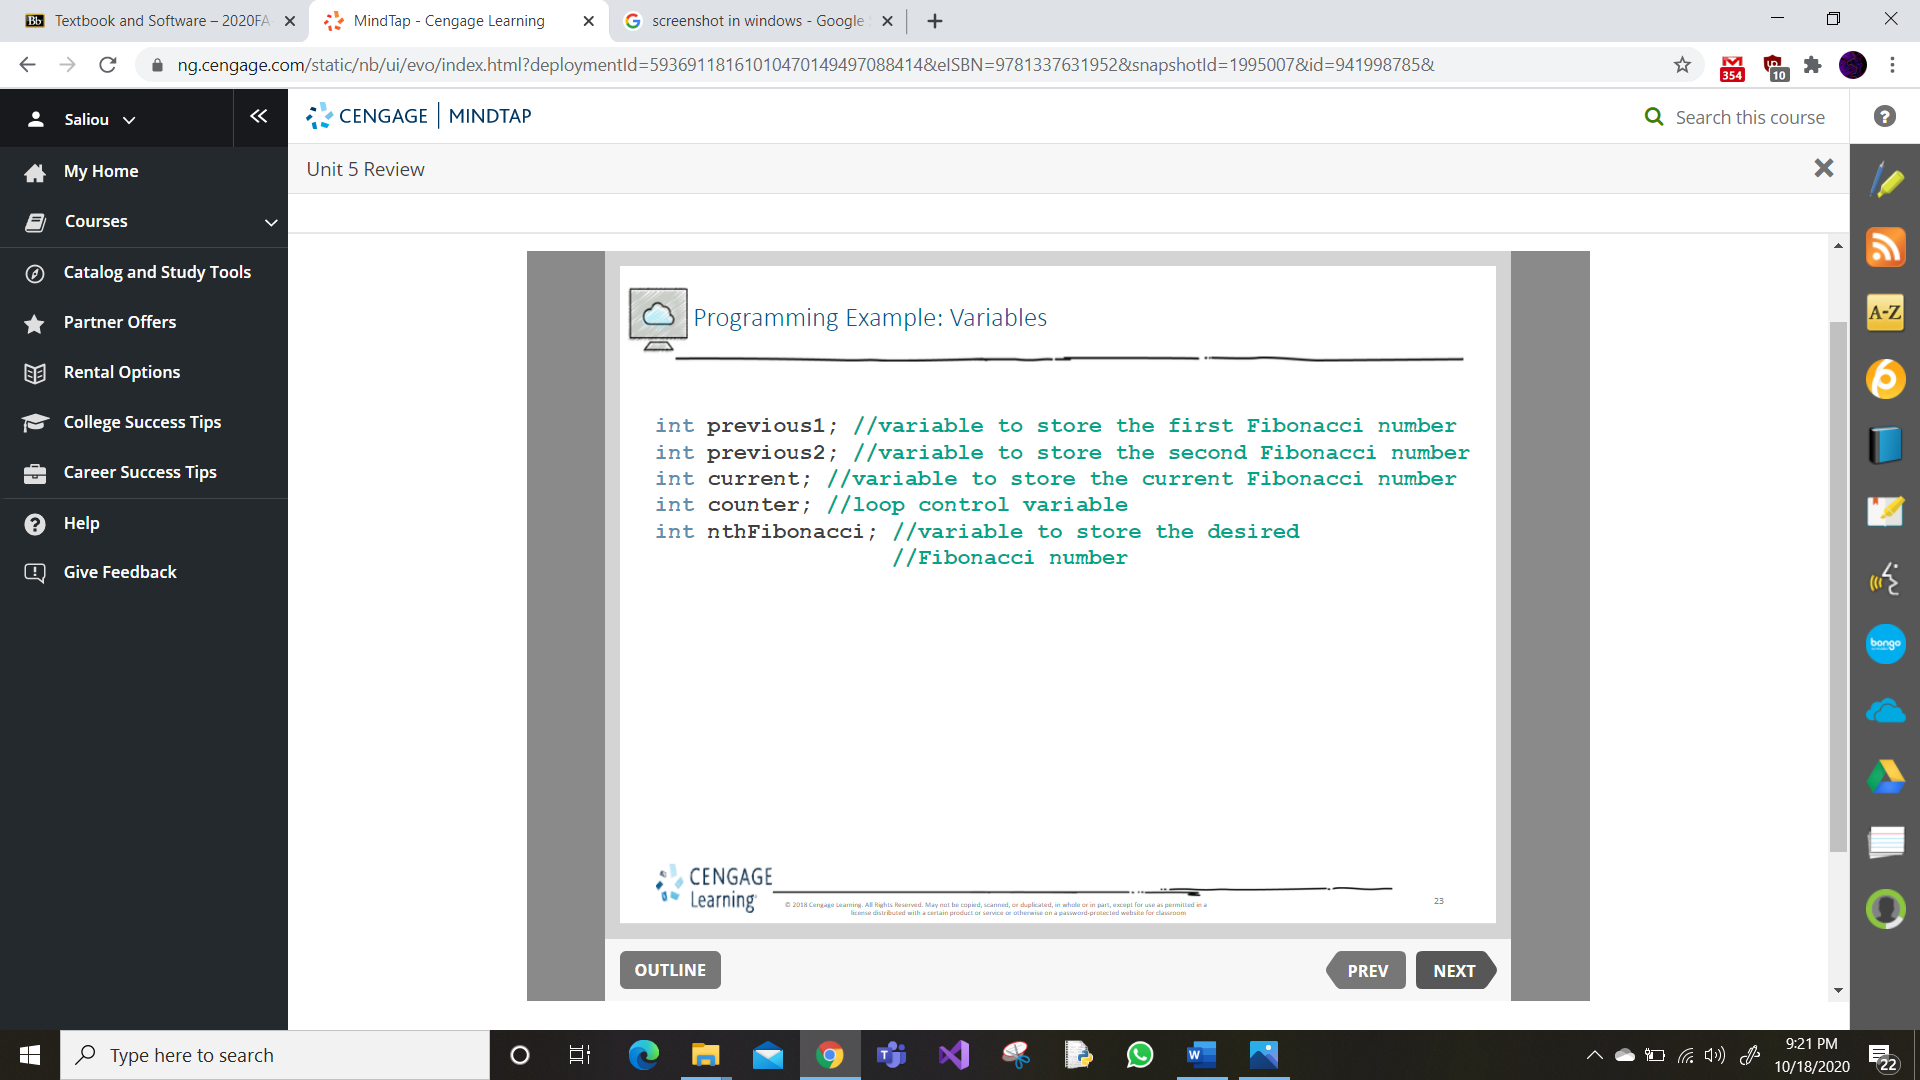 Textbook and Software – 2020FA
MindTap - Cengage Learning
screenshot in windows - Google
ng.cengage.com/static/nb/ui/evo/index.html?deploymentId=59369118161010470149497088414&eISBN=9781337631952&snapshotId=1995007&id=941998785&
354
10
Saliou
CENGAGE | MINDTAP
Search this course
Unit 5 Review
My Home
Courses
Catalog and Study Tools
Partner Offers
Rental Options
College Success Tips
Career Success Tips
Help
Give Feedback
A-Z
bongo
Programming Example: Variables
int previous1; //variable to store the first Fibonacci number
int previous2; //variable to store the second Fibonacci number
int current; //variable to store the current Fibonacci number
int counter; //loop control variable
int nthFibonacci; //variable to store the desired
//Fibonacci number
CENGAGE
Learning
© 2018 Cengage Learning. All Rights Reserved. May not be copied, scanned, or duplicated, in whole or in part, except for use as permitted in a
license distributed with a certain product or service or otherwise on a password-protected website for classroom
23
OUTLINE
PREV
NEXT
Type here to search
9:21 PM
10/18/2020
22